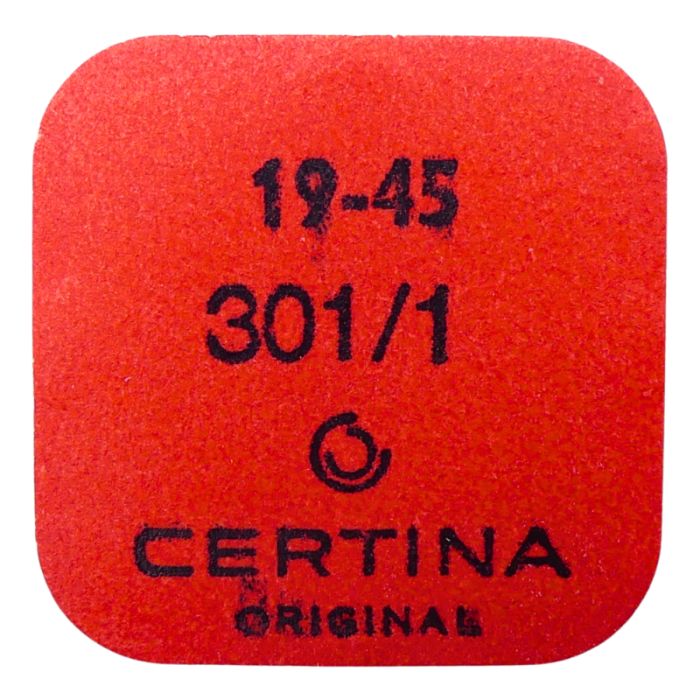 19-45
301/1
CERTINA
ORIGINAL